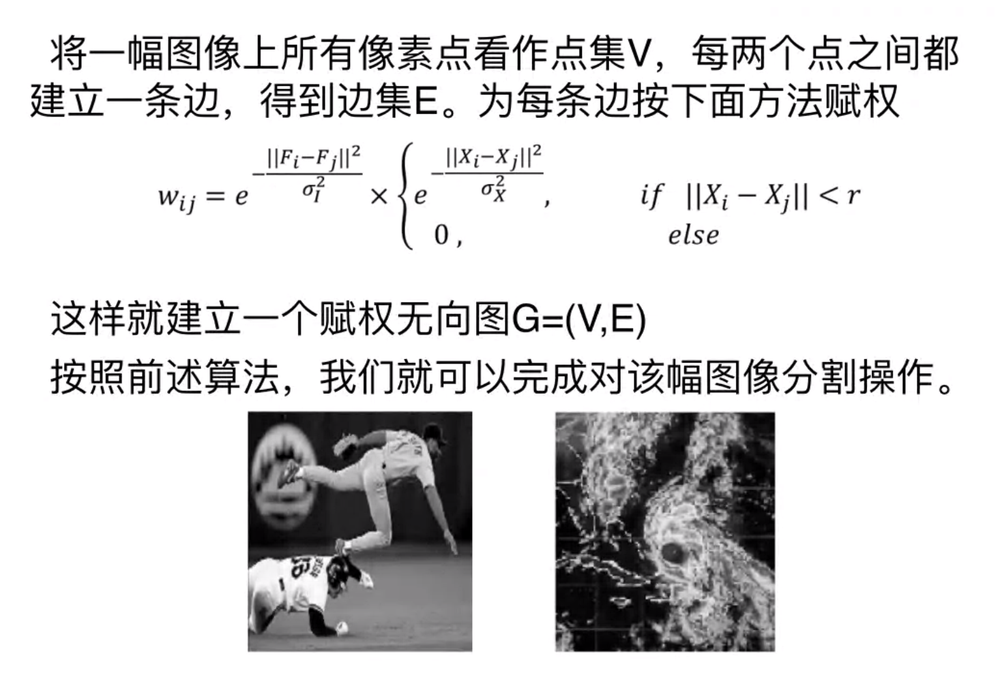 将一幅图像上所有像素点看作点集V，每两个点之间都
建立一条边，得到边集E。为每条边按下面方法赋权
w_{ij} = e^{-\frac{||F_i-F_j||^2}{\sigma_I^2}} × \begin{cases} e^{-\frac{||X_i-X_j||^2}{\sigma_X^2}}, & if ||X_i - X_j|| < r \\ 0, & else \end{cases}
这样就建立一个赋权无向图G=(V,E)
按照前述算法，我们就可以完成对该幅图像分割操作。